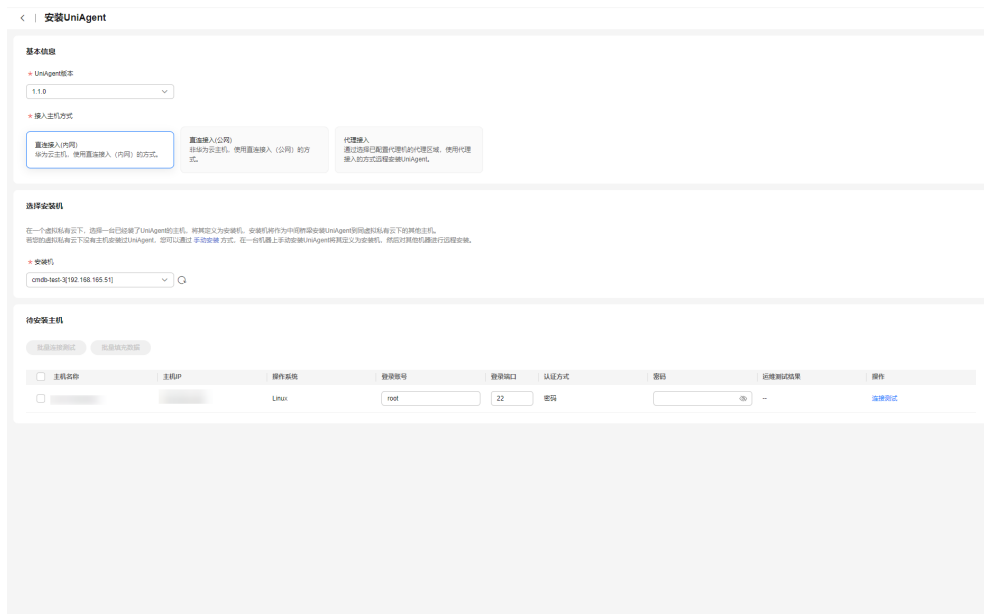 安装UniAgent
基本信息
* UniAgent版本
1.1.0
* 接入主机方式
直连接入(内网)
华为云主机，使用直连接入（内网）的方式。
直连接入(公网)
非华为云主机，使用直连接入（公网）的方
式。
代理接入
通过选择已配置代理机的代理区域，使用代理
接入的方式远程安装UniAgent。
选择安装机
在一个虚拟私有云下，选择一台已经装了UniAgent的主机，将其定义为安装机，安装机将作为中间桥梁安装UniAgent到同虚拟私有云下的其他主机。
若您的虚拟私有云下没有主机安装过UniAgent，您可以通过 手动安装 方式，在一台机器上手动安装UniAgent将其定义为安装机，然后对其他机器进行远程安装。
* 安装机
cmdb-test-3[192.168.165.51]
待安装主机
批量连接测试 批量填充数据
主机名称 主机IP 操作系统 登录账号 登录端口 认证方式 密码 运维测试结果 操作
Linux root 22 密码 -- 连接测试